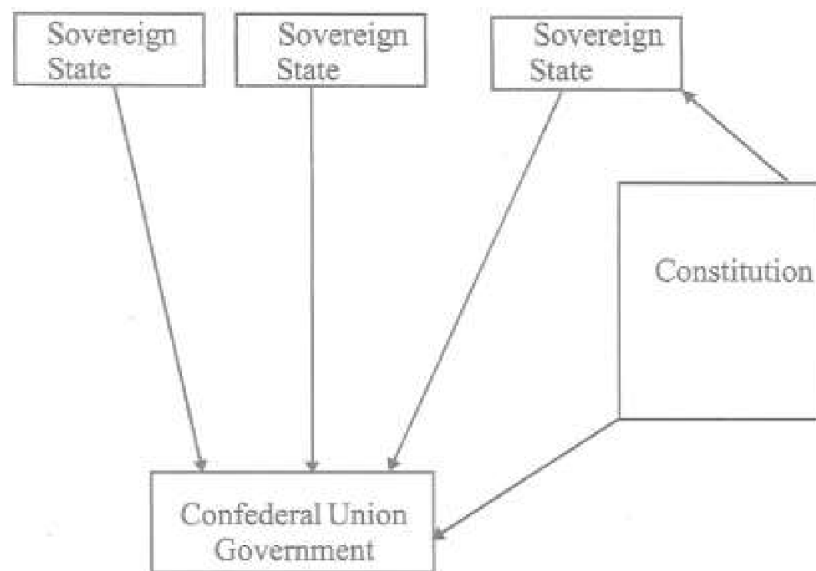 Sovereign
State
Sovereign
State
Sovereign
State
Constitution
Confederal Union
Government